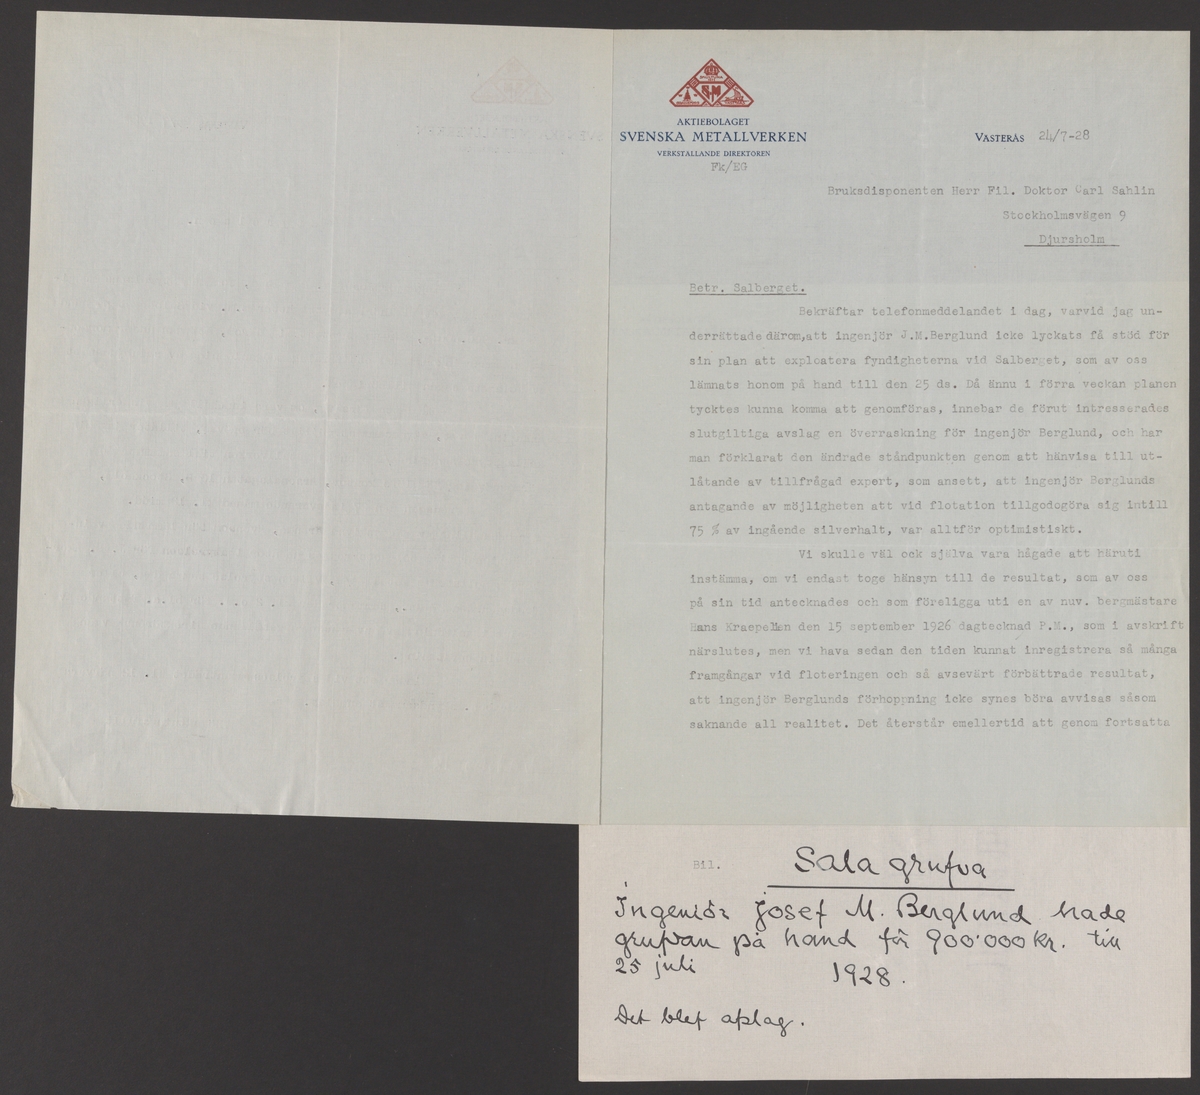 AKTIEBOLAGET
SVENSKA METALLVERKEN
VERKSTÄLLANDE DIREKTÖREN
Fk/EG
VÄSTERÅS 24/7-28
Bruksdisponenten Herr Fil. Doktor Carl Sahlin
Stockholmsvägen 9
Djursholm
Betr. Salberget.
Bekräftar telefonmeddelandet i dag, varvid jag un-
derrättade därom, att ingenjör J.M.Berglund icke lyckats få stöd för
sin plan att exploatera fyndigheterna vid Salberget, som av oss
lämnats honom på hand till den 25 ds. Då ännu i förra veckan planen
tycktes kunna komma att genomföras, innebar de förut intresserades
slutgiltiga avslag en överraskning för ingenjör Berglund, och har
man förklarat den ändrade ståndpunkten genom att hänvisa till ut-
låtande av tillfrågad expert, som ansett, att ingenjör Berglunds
antagande av möjligheten att vid flotation tillgodogöra sig intill
75 % av ingående silverhalt, var alltför optimistiskt.
Vi skulle väl ock själva vara hågade att häruti
instämma, om vi endast toge hänsyn till de resultat, som av oss
på sin tid antecknades och som föreligga uti en av nuv. bergmästare
Hans Kraepelien den 15 september 1926 dagtecknad P.M., som i avskrift
närslutes, men vi hava sedan den tiden kunnat inregistrera så många
framgångar vid floteringen och så avsevärt förbättrade resultat,
att ingenjör Berglunds förhoppning icke synes böra avvisas såsom
saknande all realitet. Det återstår emellertid att genom fortsatta
Bil.
Sala grufva
Ingeniör Josef M. Berglund hade
grufvan på hand för 900.000 kr. till
25 juli 1928.
Det blef afslag.